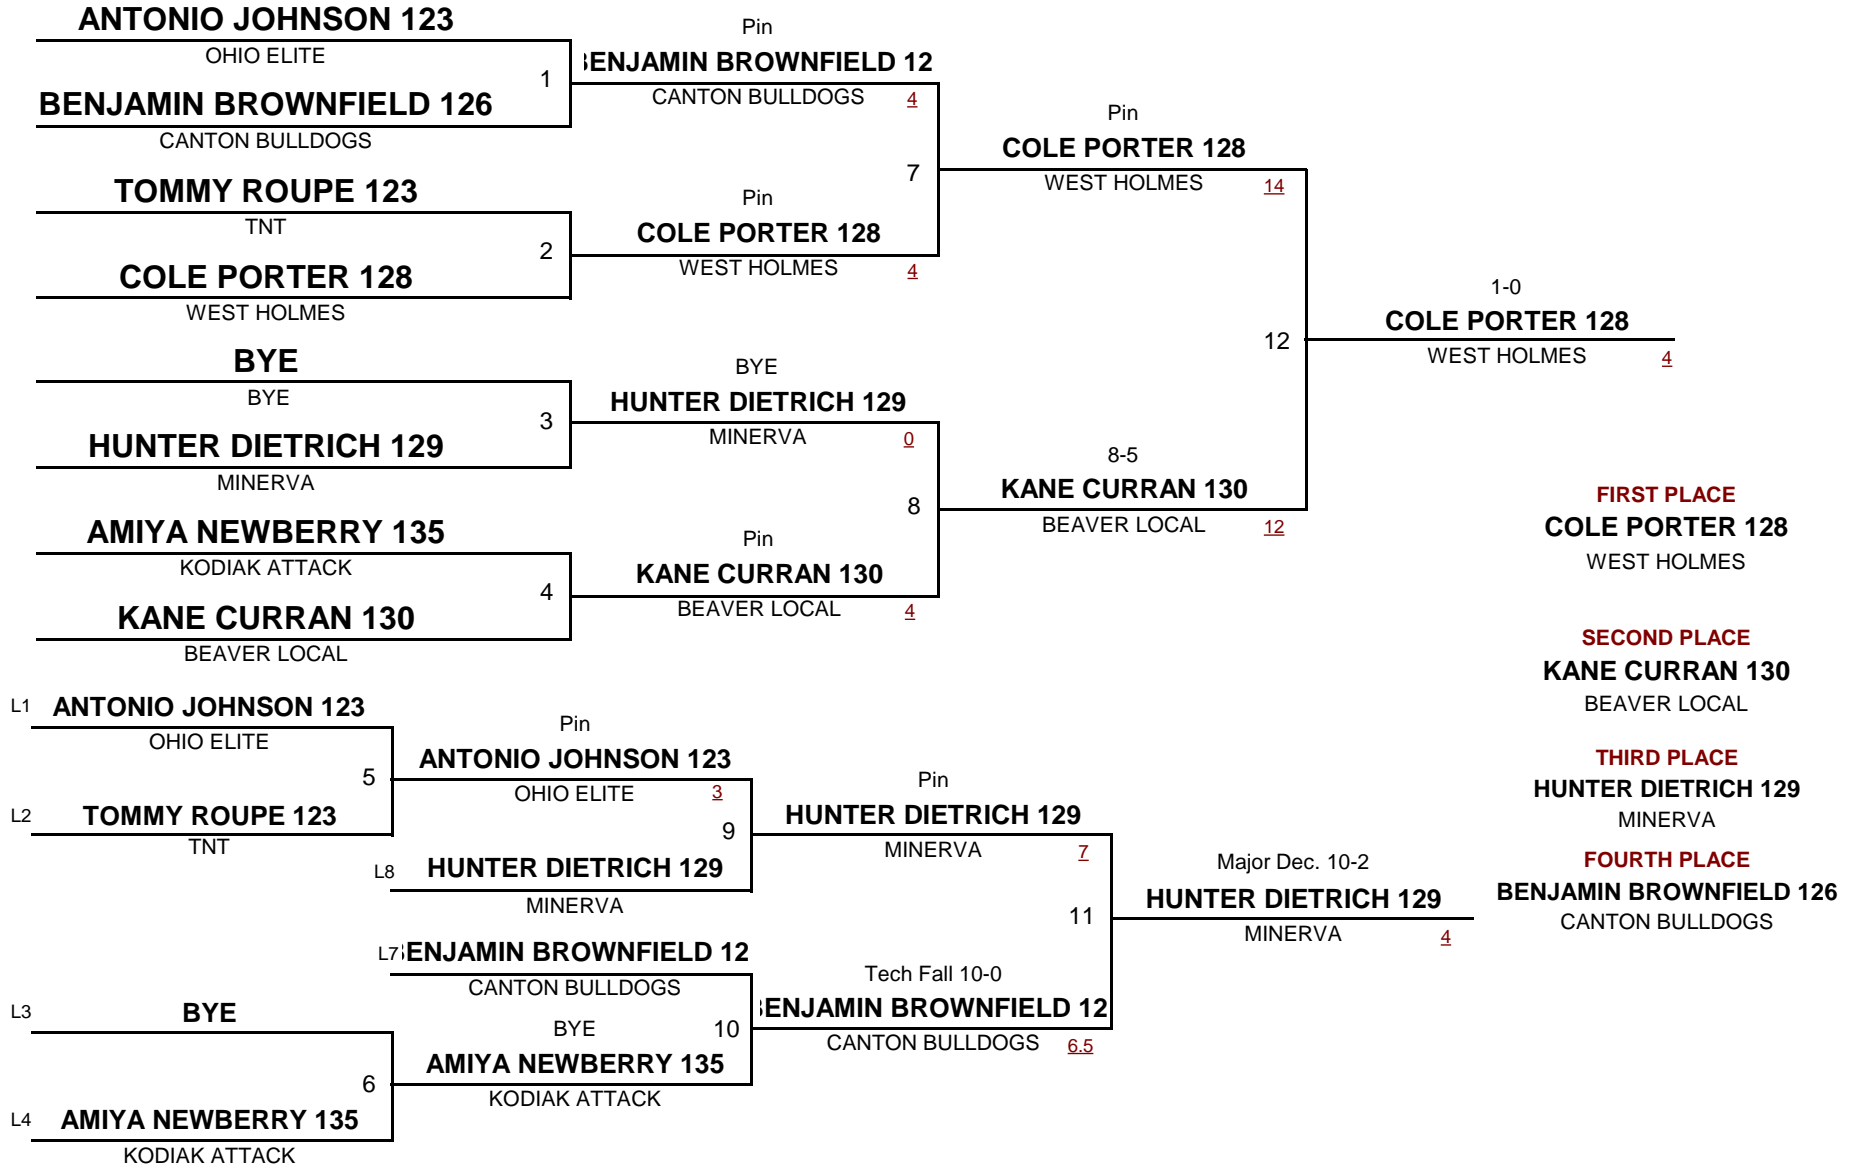 ANTONIO JOHNSON 123
OHIO ELITE
1
BENJAMIN BROWNFIELD 126
CANTON BULLDOGS
TOMMY ROUPE 123
TNT
2
COLE PORTER 128
WEST HOLMES
BYE
BYE
3
HUNTER DIETRICH 129
MINERVA
AMIYA NEWBERRY 135
KODIAK ATTACK
4
KANE CURRAN 130
BEAVER LOCAL
Pin
BENJAMIN BROWNFIELD 12
CANTON BULLDOGS 4
7
Pin
COLE PORTER 128
WEST HOLMES 4
BYE
HUNTER DIETRICH 129
MINERVA 0
8
Pin
KANE CURRAN 130
BEAVER LOCAL 4
Pin
COLE PORTER 128
WEST HOLMES 14
12
8-5
KANE CURRAN 130
BEAVER LOCAL 12
1-0
COLE PORTER 128
WEST HOLMES 4
FIRST PLACE
COLE PORTER 128
WEST HOLMES
SECOND PLACE
KANE CURRAN 130
BEAVER LOCAL
THIRD PLACE
HUNTER DIETRICH 129
MINERVA
FOURTH PLACE
BENJAMIN BROWNFIELD 126
CANTON BULLDOGS
L1 ANTONIO JOHNSON 123
OHIO ELITE
5
L2 TOMMY ROUPE 123
TNT
L3 BYE
6
L4 AMIYA NEWBERRY 135
KODIAK ATTACK
Pin
ANTONIO JOHNSON 123
OHIO ELITE 3
9
L8 HUNTER DIETRICH 129
MINERVA
L7 BENJAMIN BROWNFIELD 12
CANTON BULLDOGS
BYE 10
AMIYA NEWBERRY 135
KODIAK ATTACK
Pin
HUNTER DIETRICH 129
MINERVA 7
11
Tech Fall 10-0
BENJAMIN BROWNFIELD 12
CANTON BULLDOGS 6.5
Major Dec. 10-2
HUNTER DIETRICH 129
MINERVA 4